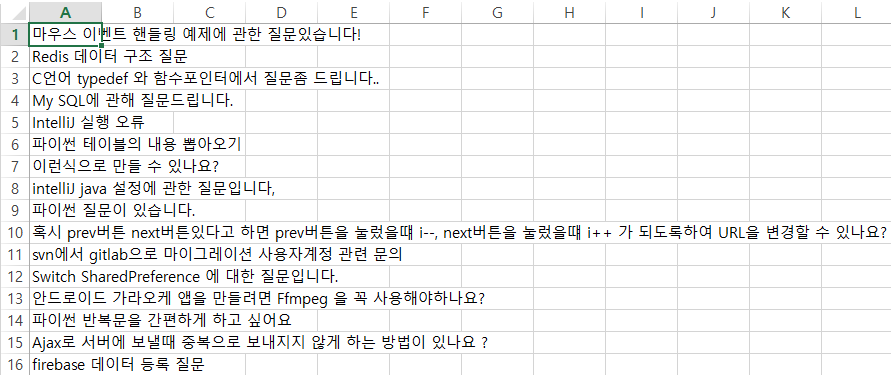 A B C D E F G H I J K L
1 마우스 이벤트 핸들링 예제에 관한 질문있습니다!
2 Redis 데이터 구조 질문
3 C언어 typedef 와 함수포인터에서 질문좀 드립니다..
4 My SQL에 관해 질문드립니다.
5 IntelliJ 실행 오류
6 파이썬 테이블의 내용 뽑아오기
7 이런식으로 만들 수 있나요?
8 intelliJ java 설정에 관한 질문입니다,
9 파이썬 질문이 있습니다.
10 혹시 prev버튼 next버튼있다고 하면 prev버튼을 눌렀을떄 i--, next버튼을 눌렀을떄 i++ 가 되도록하여 URL을 변경할 수 있나요?
11 svn에서 gitlab으로 마이그레이션 사용자계정 관련 문의
12 Switch SharedPreference 에 대한 질문입니다.
13 안드로이드 가라오케 앱을 만들려면 Ffmpeg 을 꼭 사용해야하나요?
14 파이썬 반복문을 간편하게 하고 싶어요
15 Ajax로 서버에 보낼때 중복으로 보내지지 않게 하는 방법이 있나요 ?
16 firebase 데이터 등록 질문